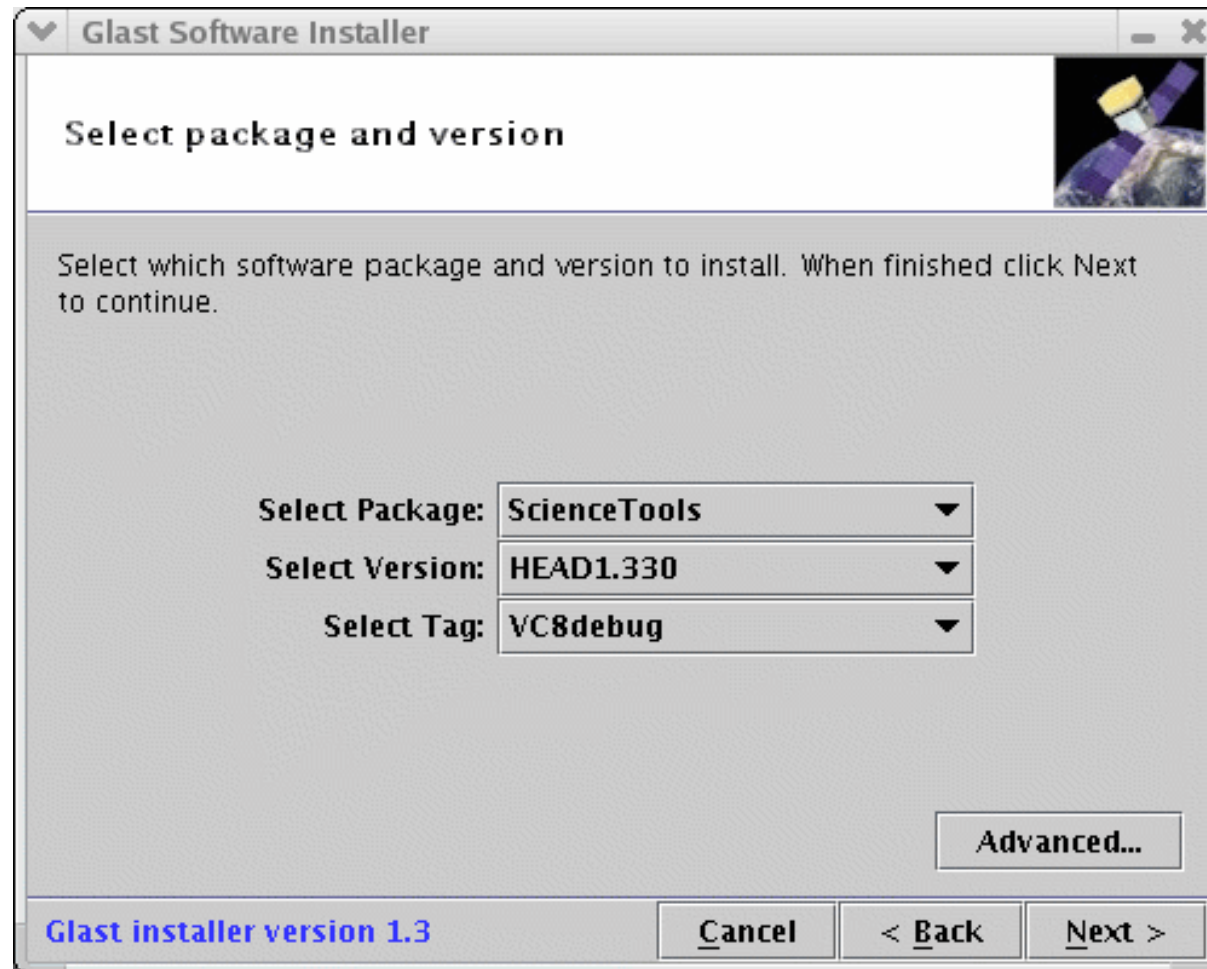 Glast Software Installer
Select package and version
Select which software package and version to install. When finished click Next
to continue.
Select Package: ScienceTools
Select Version: HEAD1.330
Select Tag: VC8debug
Advanced...
Glast installer version 1.3 Cancel < Back Next >